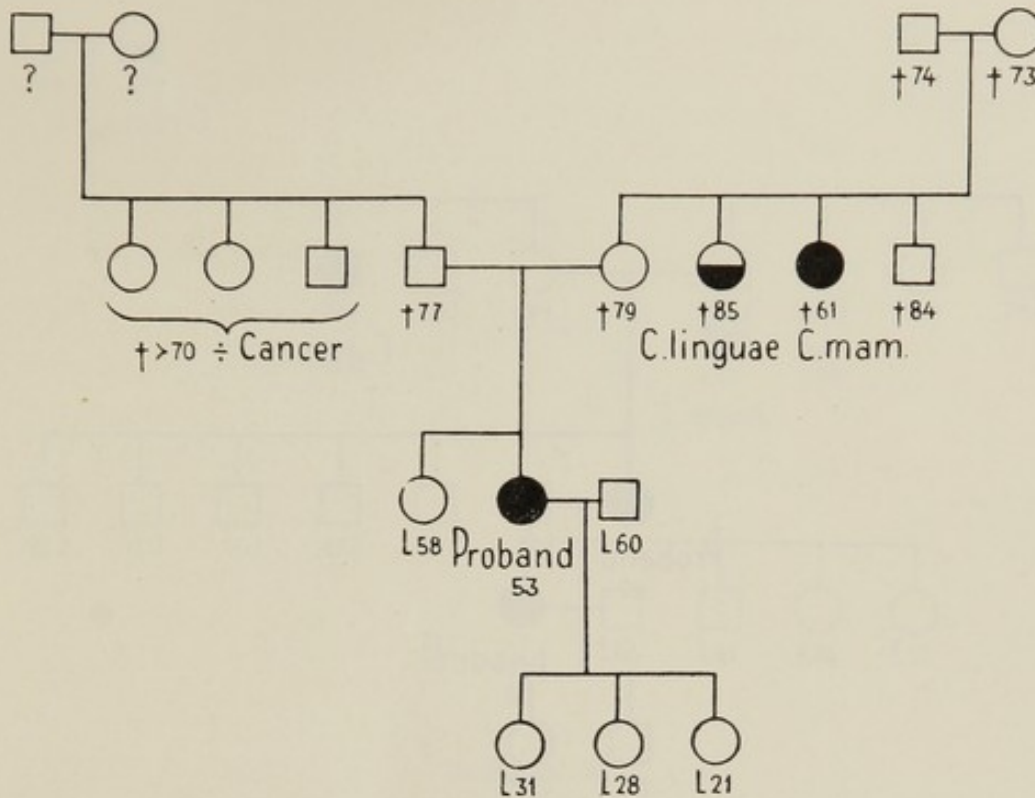 ? ? †74 †73
†77 †79 †85 †61 †84
†>70 ÷ Cancer C.linguae C.mam.
L58 Proband L60
53
L31 L28 L21